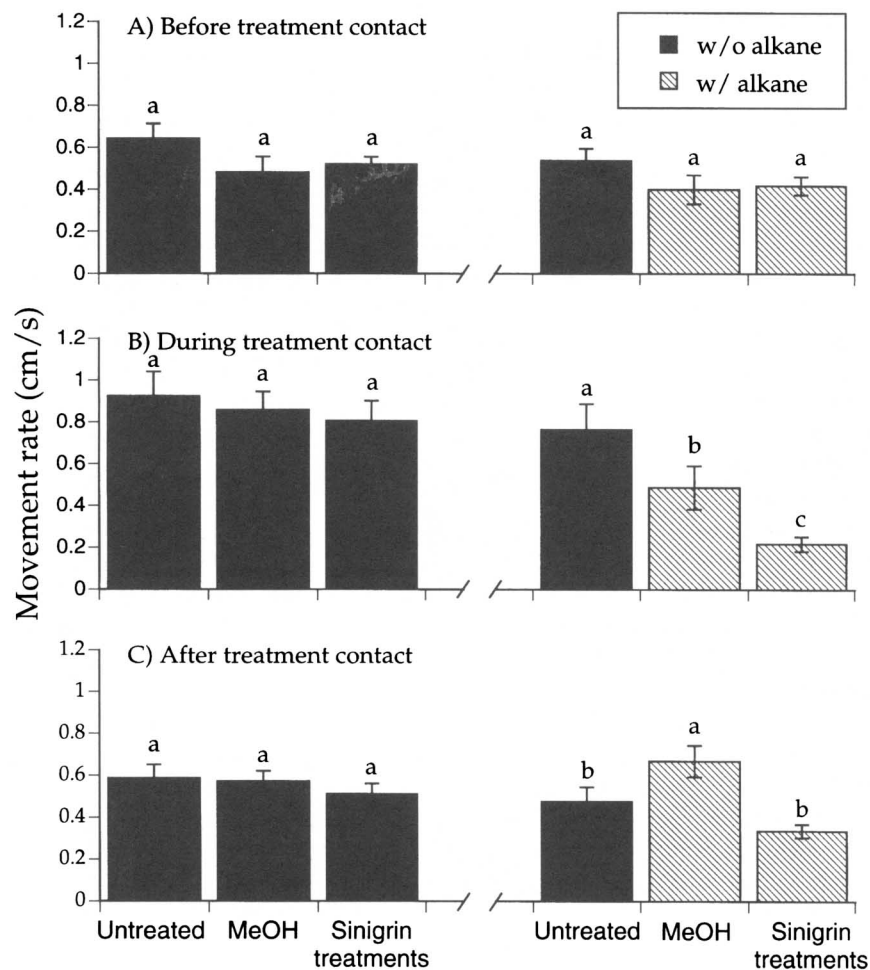 A) Before treatment contact
w/o alkane
w/ alkane
1.2
1
0.8
0.6
0.4
0.2
0
a
a
a
a
a
a
B) During treatment contact
1.2
1
0.8
0.6
0.4
0.2
0
a
a
a
a
b
c
Movement rate (cm/s)
C) After treatment contact
1.2
1
0.8
0.6
0.4
0.2
0
a
a
a
b
a
b
Untreated MeOH Sinigrin Untreated MeOH Sinigrin
treatments treatments